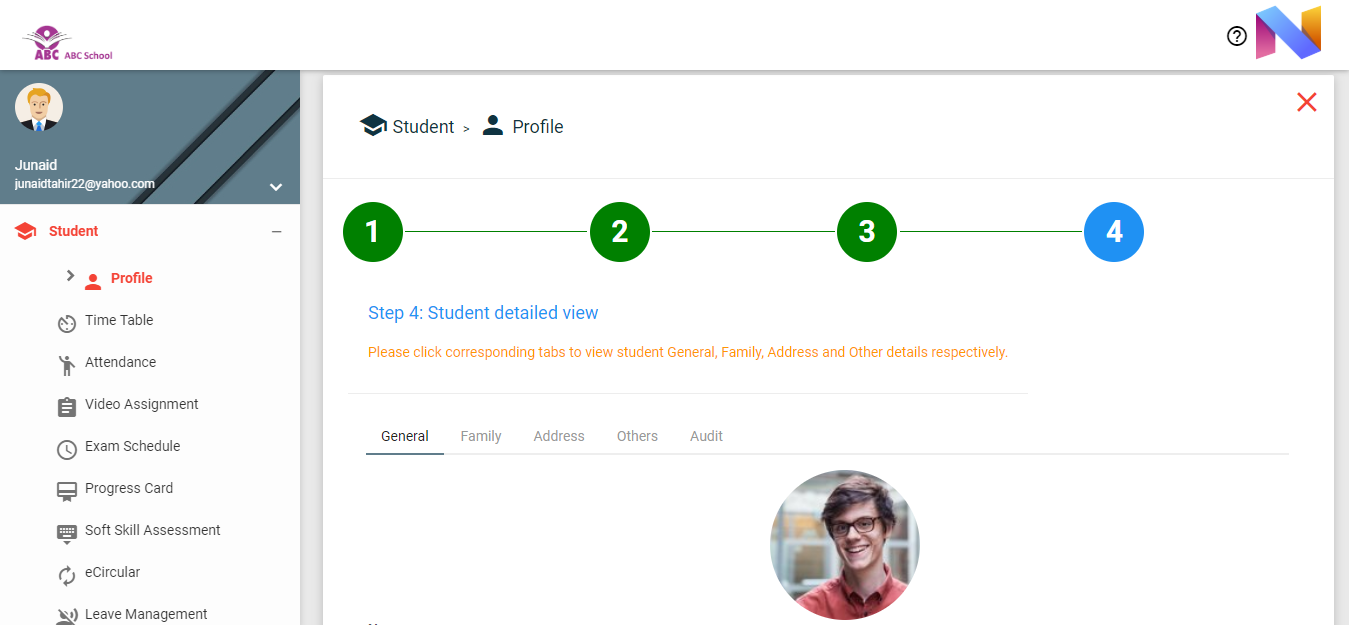 ABC ABC School
Junaid
junaidtahir22@yahoo.com
Student
Profile
Time Table
Attendance
Video Assignment
Exam Schedule
Progress Card
Soft Skill Assessment
eCircular
Leave Management
Student > Profile
1 2 3 4
Step 4: Student detailed view
Please click corresponding tabs to view student General, Family, Address and Other details respectively.
General Family Address Others Audit